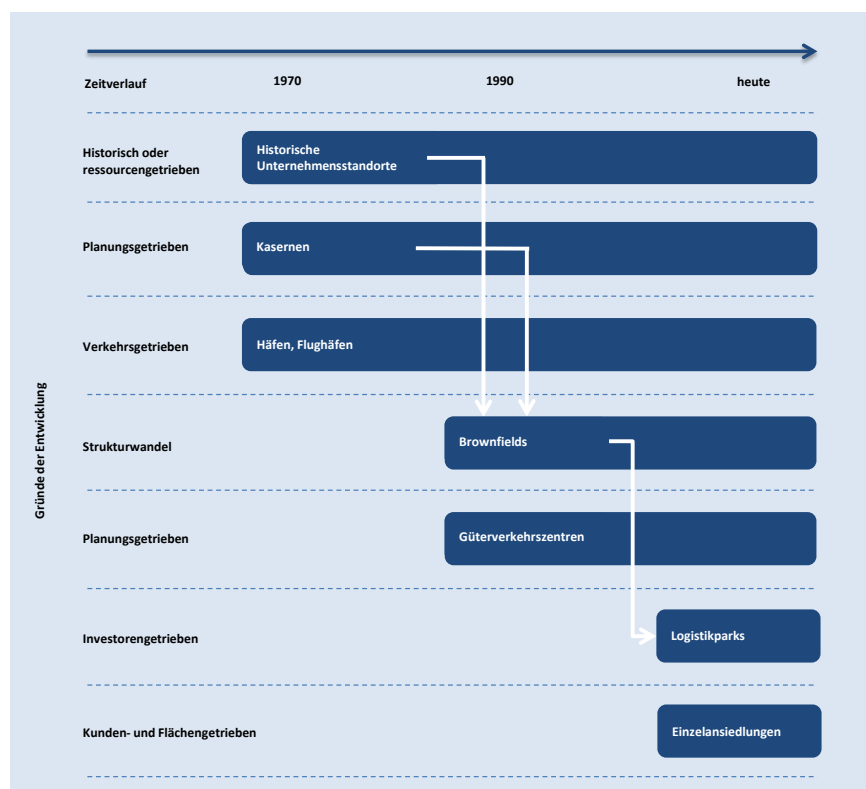 Zeitverlauf
1970
1990
heute
Historisch oder
ressourcengetrieben
Historische
Unternehmensstandorte
Planungsgetrieben
Kasernen
Verkehrsgetrieben
Häfen, Flughäfen
Gründe der Entwicklung
Strukturwandel
Brownfields
Planungsgetrieben
Güterverkehrszentren
Investorengetrieben
Logistikparks
Kunden- und Flächengetrieben
Einzelansiedlungen